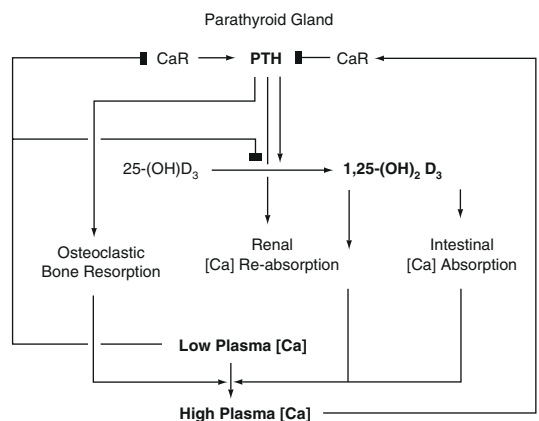 Parathyroid Gland
CaR PTH CaR
25-(OH)D₃ 1,25-(OH)₂ D₃
Osteoclastic
Bone Resorption
Renal
[Ca] Re-absorption
Intestinal
[Ca] Absorption
Low Plasma [Ca]
High Plasma [Ca]